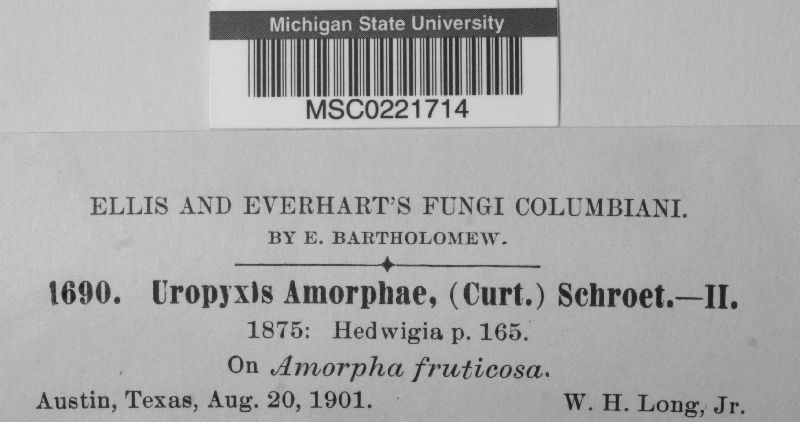 Michigan State University
MSC0221714
ELLIS AND EVERHART'S FUNGI COLUMBIANI.
BY E. BARTHOLOMEW.
1690. Uropyxis Amorphae, (Curt.) Schroet.—II.
1875: Hedwigia p. 165.
On Amorpha fruticosa.
Austin, Texas, Aug. 20, 1901. W. H. Long, Jr.